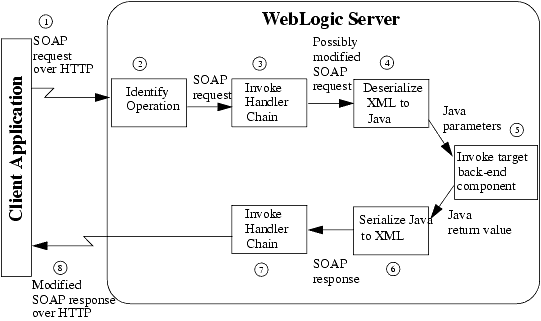 WebLogic Server
Client Application
1
SOAP
request
over HTTP
2
Identify
Operation
SOAP
request
3
Invoke
Handler
Chain
Possibly
modified
SOAP
request
4
Deserialize
XML to
Java
Java
parameters
5
Invoke target
back-end
component
Java
return value
Serialize Java
to XML
6
SOAP
response
Invoke
Handler
Chain
7
8
Modified
SOAP response
over HTTP